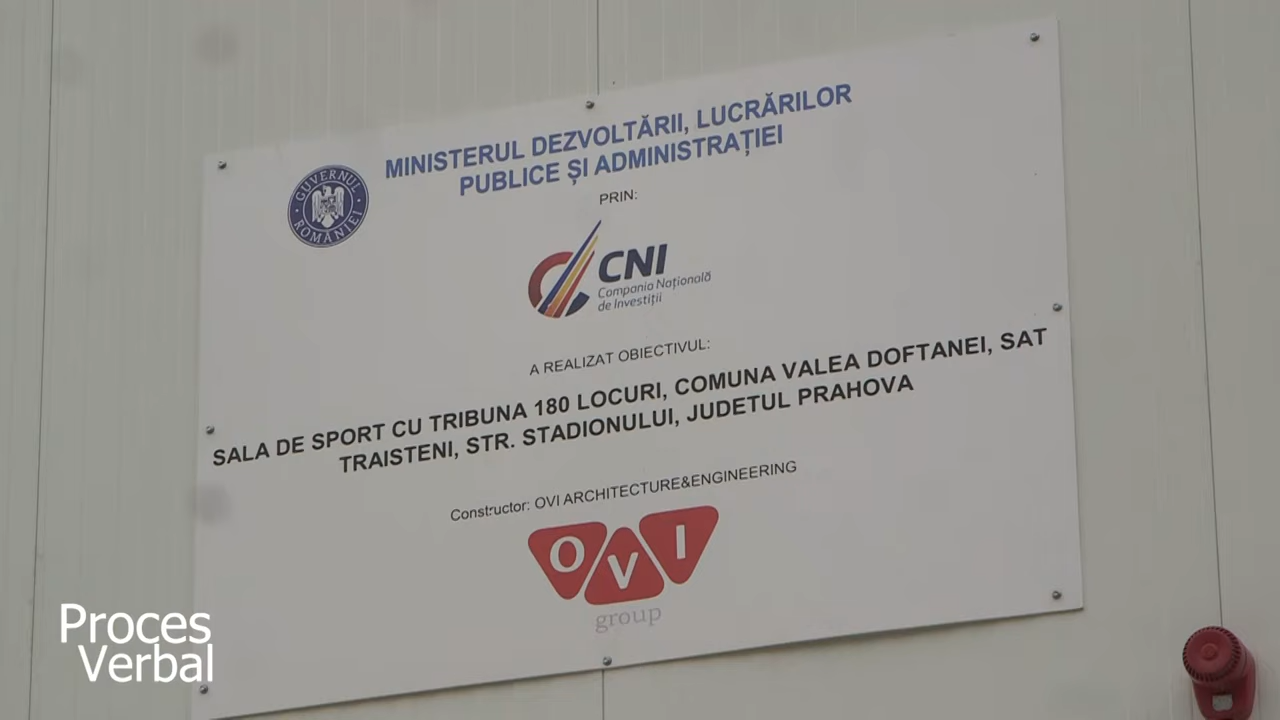 MINISTERUL DEZVOLTĂRII, LUCRĂRILOR
PUBLICE ȘI ADMINISTRAȚIEI
GUVERNUL ROMÂNIEI
PRIN:
CNI
Compania Națională
de Investiții
A REALIZAT OBIECTIVUL:
SALA DE SPORT CU TRIBUNA 180 LOCURI, COMUNA VALEA DOFTANEI, SAT
TRAISTENI, STR. STADIONULUI, JUDETUL PRAHOVA
Constructor: OVI ARCHITECTURE&ENGINEERING
OVI
group
Proces
Verbal